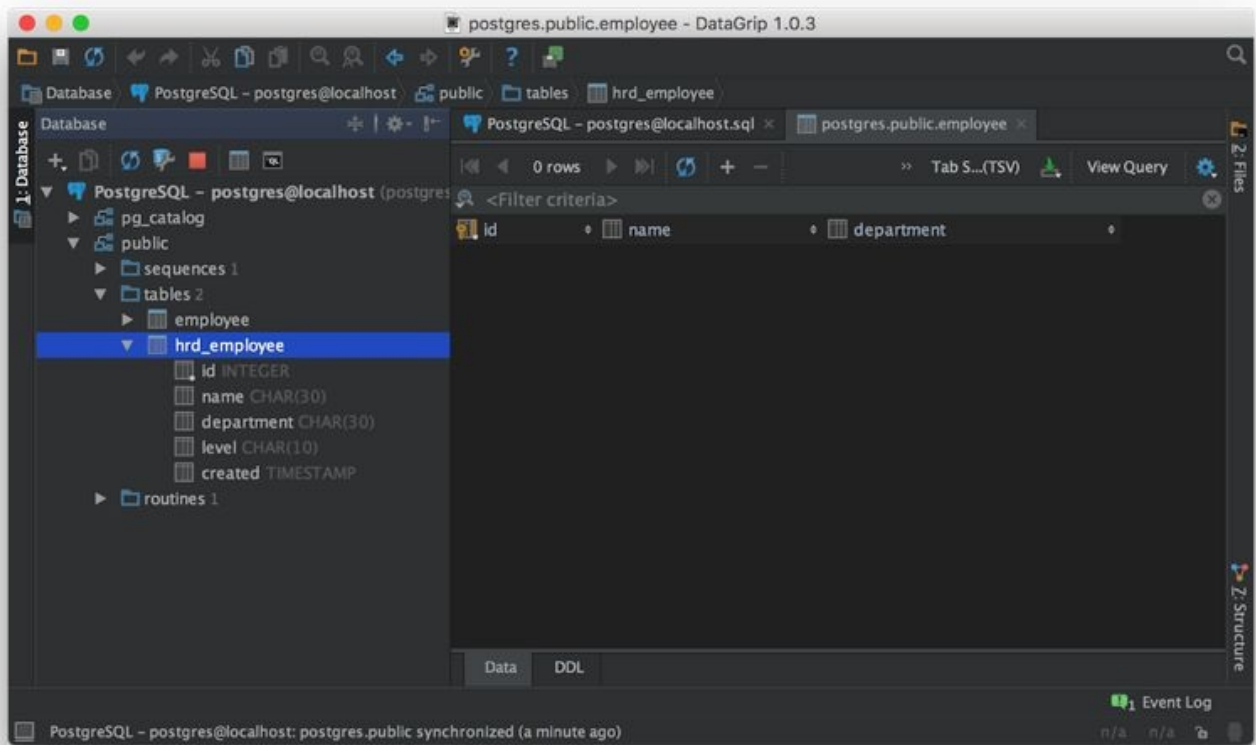 postgres.public.employee - DataGrip 1.0.3
Database PostgreSQL – postgres@localhost public tables hrd_employee
1: Database
Database
PostgreSQL – postgres@localhost (postgres
pg_catalog
public
sequences 1
tables 2
employee
hrd_employee
id INTEGER
name CHAR(30)
department CHAR(30)
level CHAR(10)
created TIMESTAMP
routines 1
PostgreSQL – postgres@localhost.sql postgres.public.employee
0 rows Tab S...(TSV) View Query
<Filter criteria>
id name department
Data DDL
2: Files
Z: Structure
1 Event Log
PostgreSQL – postgres@localhost: postgres.public synchronized (a minute ago) n/a n/a